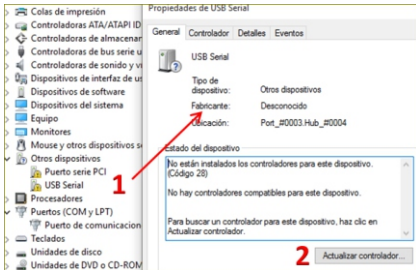 Colas de impresión
Controladoras ATA/ATAPI ID
Controladoras de almacenar
Controladoras de bus serie u
Controladoras de sonido y v
Dispositivos de interfaz de us
Dispositivos de software
Dispositivos del sistema
Equipo
Monitores
Mouse y otros dispositivos s
Otros dispositivos
Puerto serie PCI
USB Serial
Procesadores
Puertos (COM y LPT)
Puerto de comunicacion
Teclados
Unidades de disco
Unidades de DVD o CD-ROM
1
Propiedades de USB Serial
General Controlador Detalles Eventos
USB Serial
Tipo de
dispositivo: Otros dispositivos
Fabricante: Desconocido
Ubicación: Port_#0003.Hub_#0004
Estado del dispositivo
No están instalados los controladores para este dispositivo.
(Código 28)
No hay controladores compatibles para este dispositivo.
Para buscar un controlador para este dispositivo, haz clic en
Actualizar controlador.
2 Actualizar controlador...